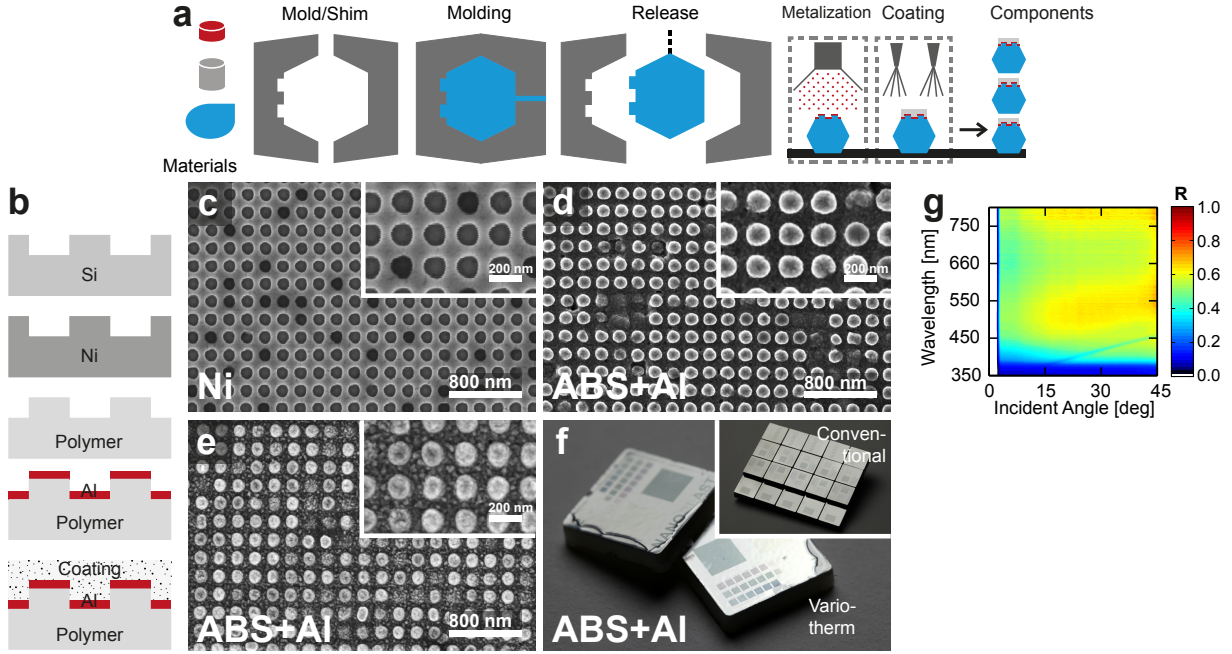 a
Mold/Shim
Molding
Release
Metalization
Coating
Components
Materials
b
Si
Ni
Polymer
Al
Polymer
Coating
Al
Polymer
c
200 nm
Ni
800 nm
d
200 nm
ABS+Al
800 nm
e
200 nm
ABS+Al
800 nm
f
Conven-
tional
Vario-
therm
ABS+Al
g
R
Wavelength [nm]
750
660
550
450
350
15
30
45
Incident Angle [deg]
1.0
0.8
0.6
0.4
0.2
0.0